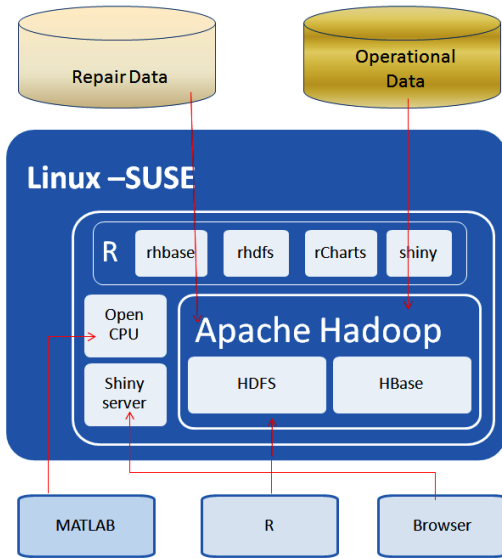 Repair Data
Operational
Data
Linux –SUSE
R
rhbase
rhdfs
rCharts
shiny
Open
CPU
Apache Hadoop
Shiny
server
HDFS
HBase
MATLAB
R
Browser